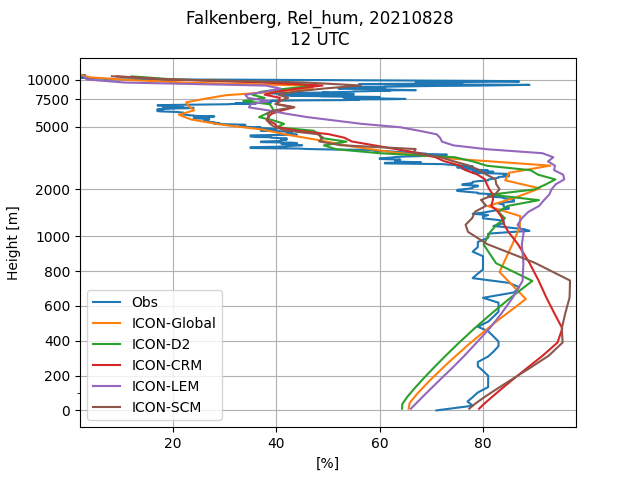 Falkenberg, Rel_hum, 20210828
12 UTC
Height [m]
10000
7500
5000
2000
1000
800
600
400
200
0
Obs
ICON-Global
ICON-D2
ICON-CRM
ICON-LEM
ICON-SCM
20 40 60 80
[%]